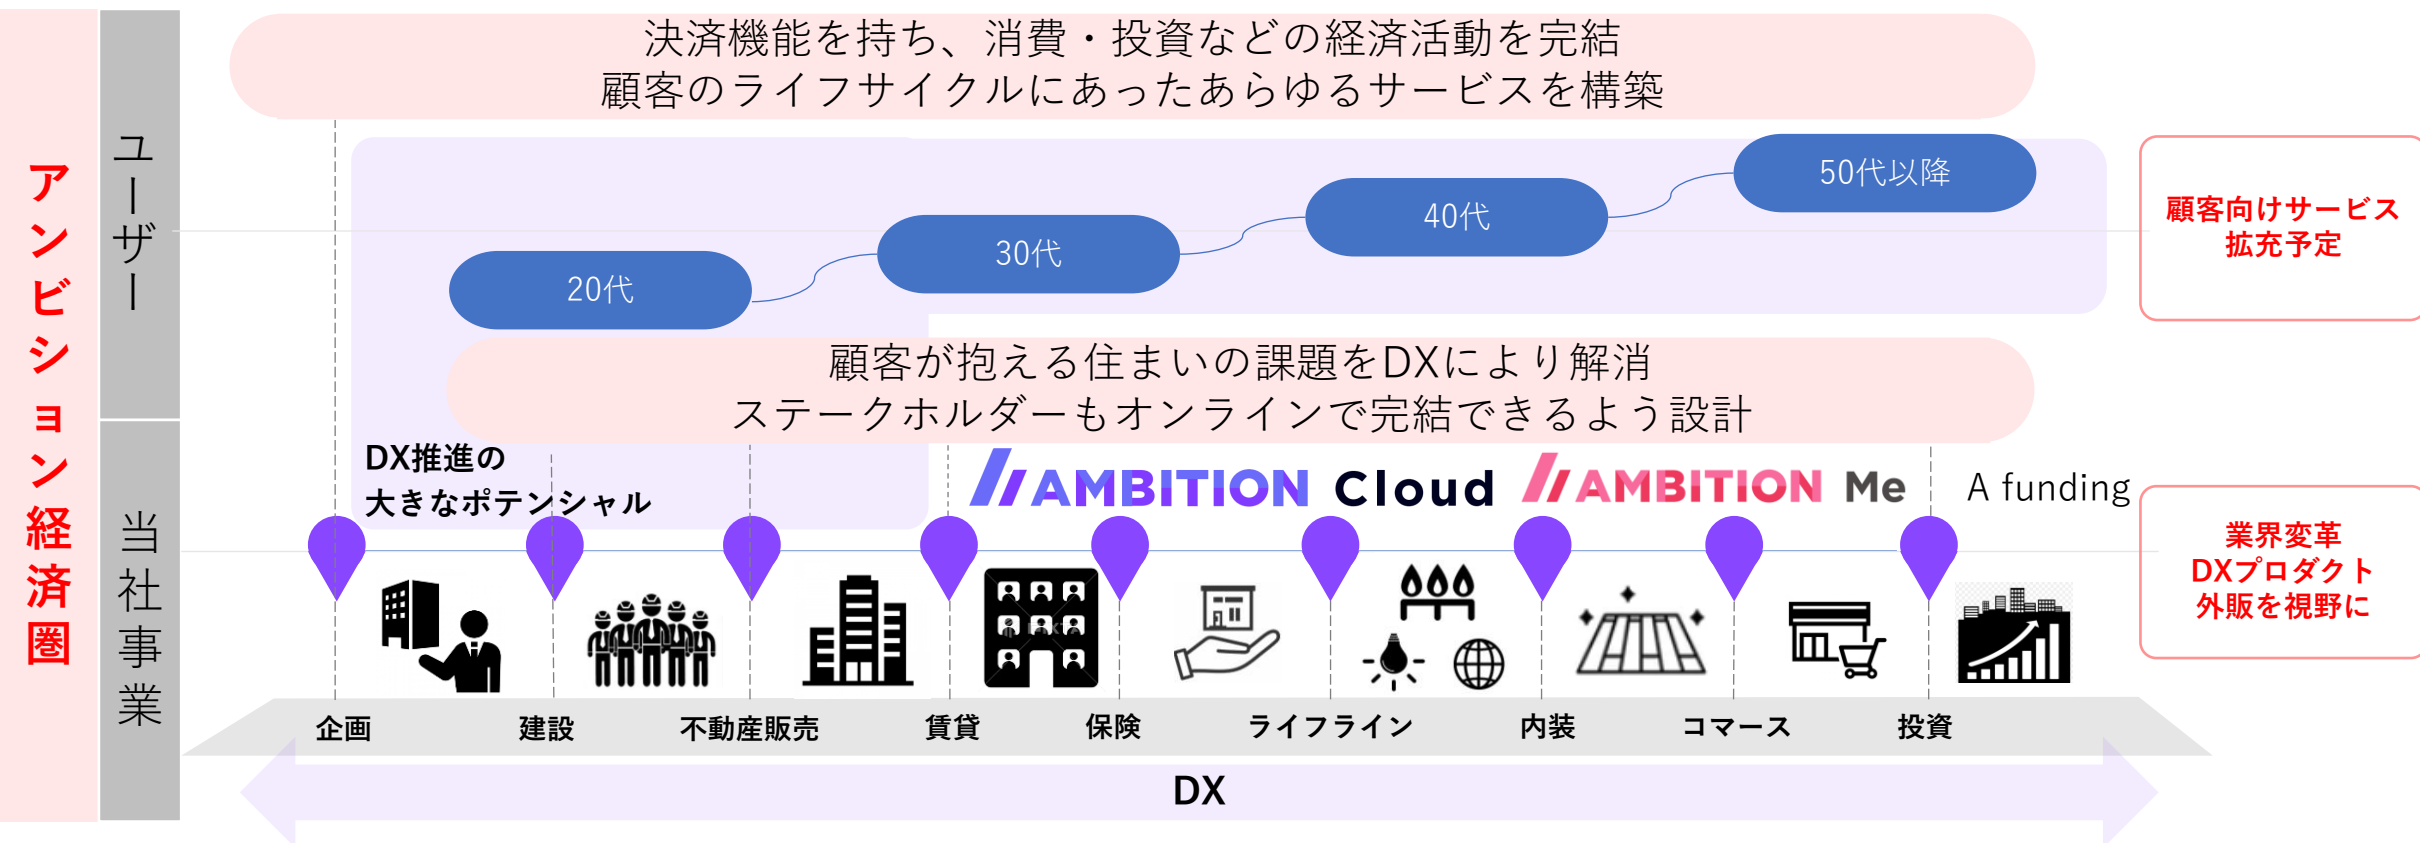 アンビション経済圏
ユーザー
決済機能を持ち、消費・投資などの経済活動を完結
顧客のライフサイクルにあったあらゆるサービスを構築
20代
30代
40代
50代以降
顧客向けサービス
拡充予定
顧客が抱える住まいの課題をDXにより解消
ステークホルダーもオンラインで完結できるよう設計
当社事業
DX推進の
大きなポテンシャル
AMBITION Cloud
AMBITION Me
A funding
業界変革
DXプロダクト
外販を視野に
企画
建設
不動産販売
賃貸
保険
ライフライン
内装
コマース
投資
DX